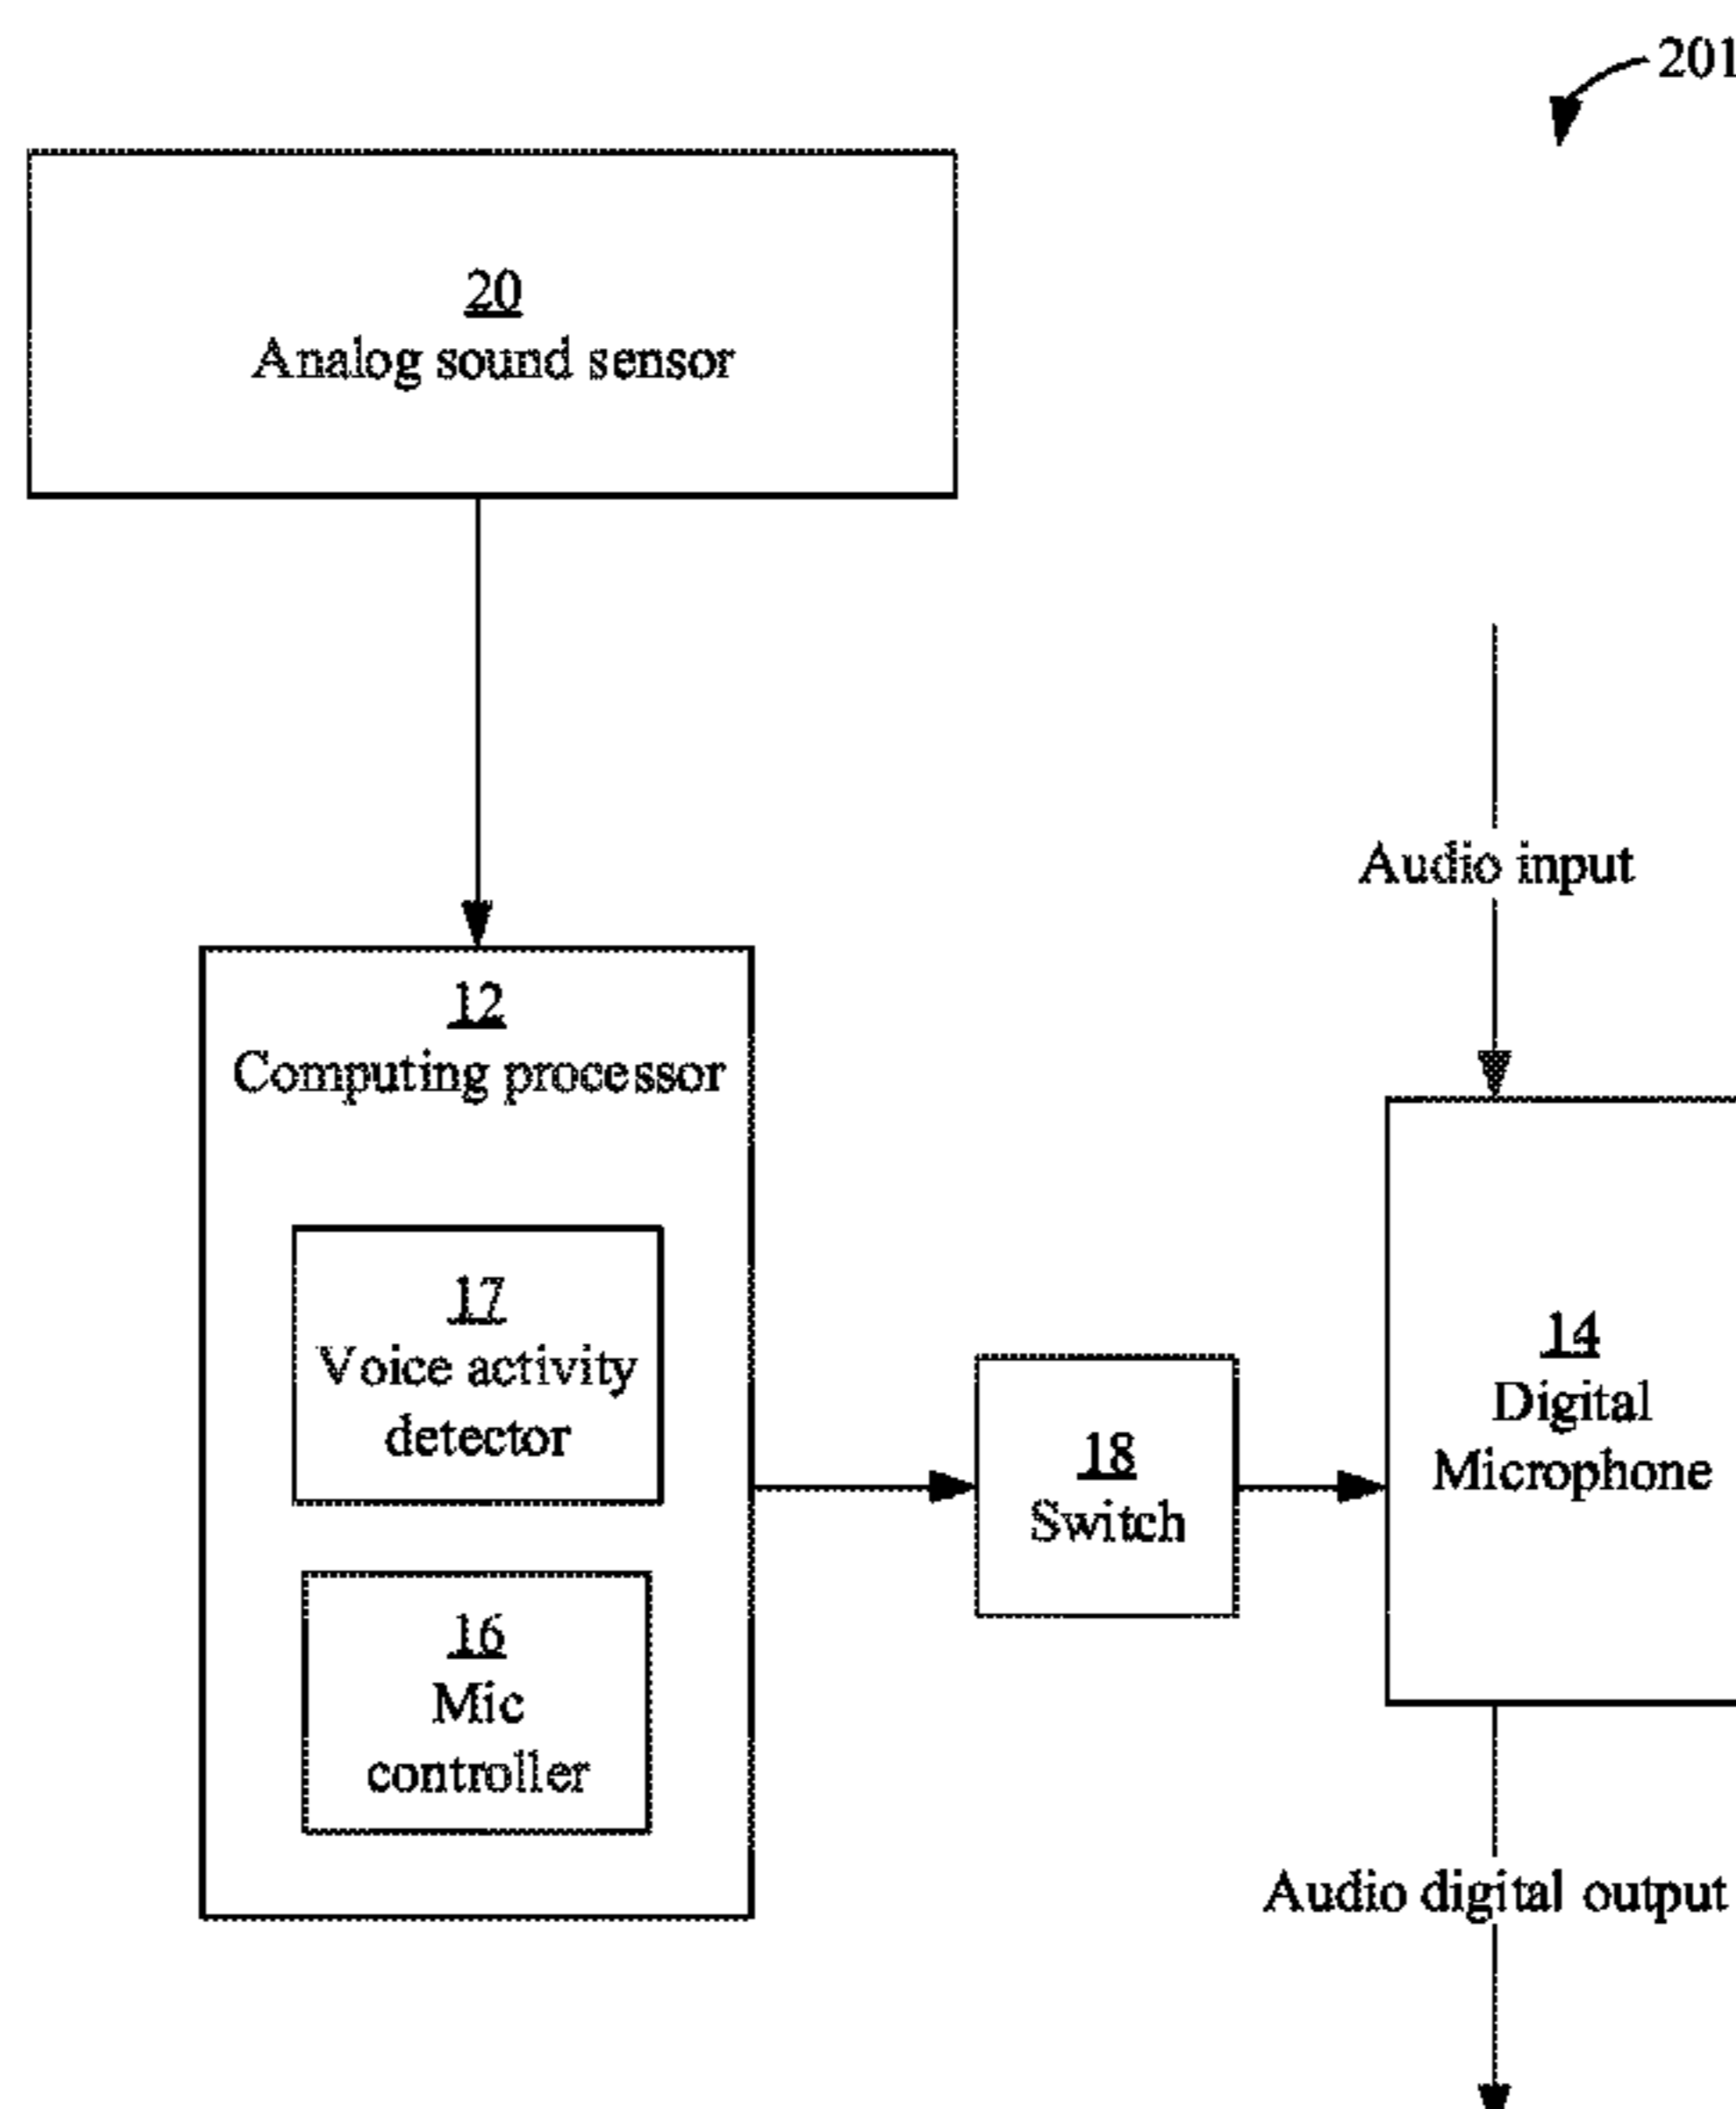 201
20
Analog sound sensor
Audio input
12
Computing processor
17
Voice activity
detector
14
Digital
Microphone
18
Switch
16
Mic
controller
Audio digital output